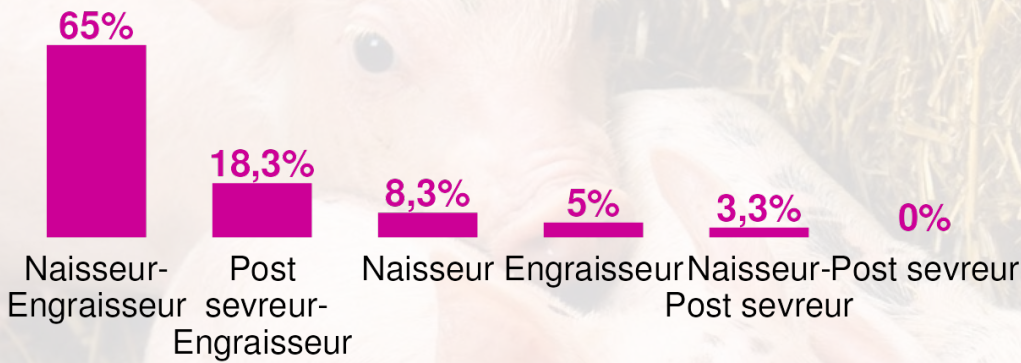 65%
18,3%
8,3%
5%
3,3%
0%
Naisseur-
Engraisseur
Post
sevreur-
Engraisseur
Naisseur
Engraisseur
Naisseur-
Post sevreur
Post sevreur